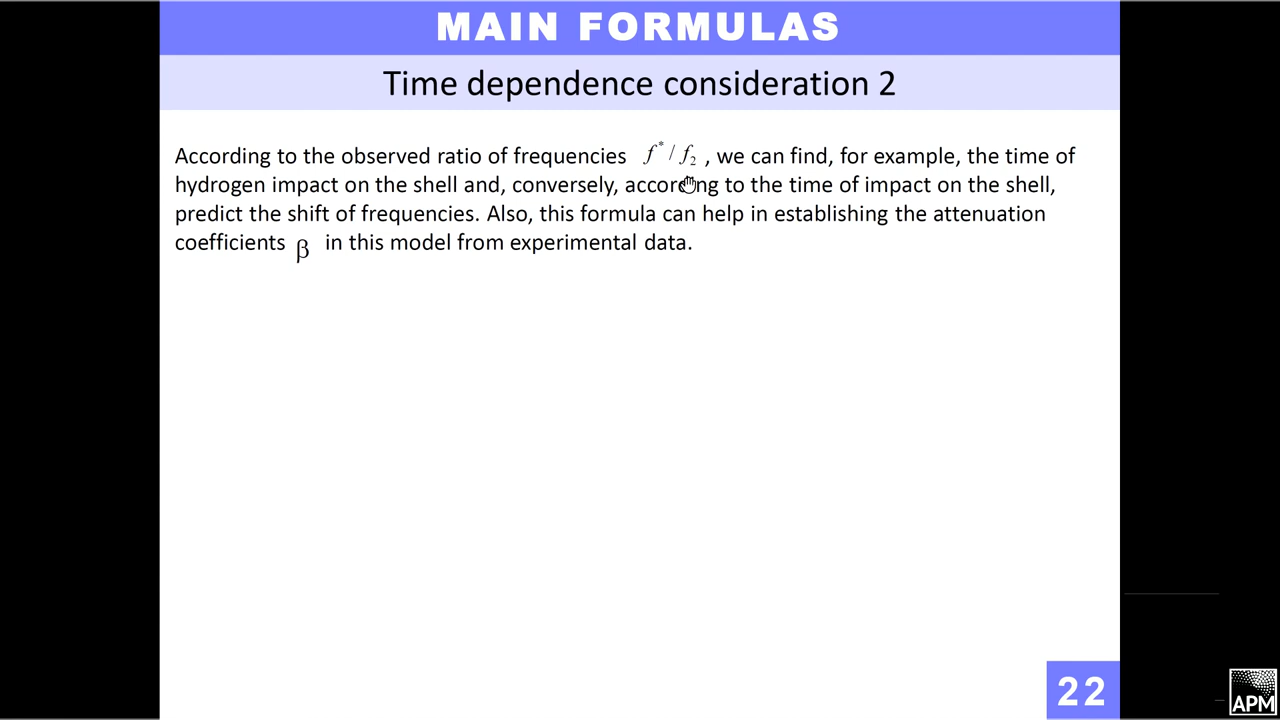 MAIN FORMULAS
Time dependence consideration 2
According to the observed ratio of frequencies f* / f₂ , we can find, for example, the time of
hydrogen impact on the shell and, conversely, according to the time of impact on the shell,
predict the shift of frequencies. Also, this formula can help in establishing the attenuation
coefficients β in this model from experimental data.
22
APM